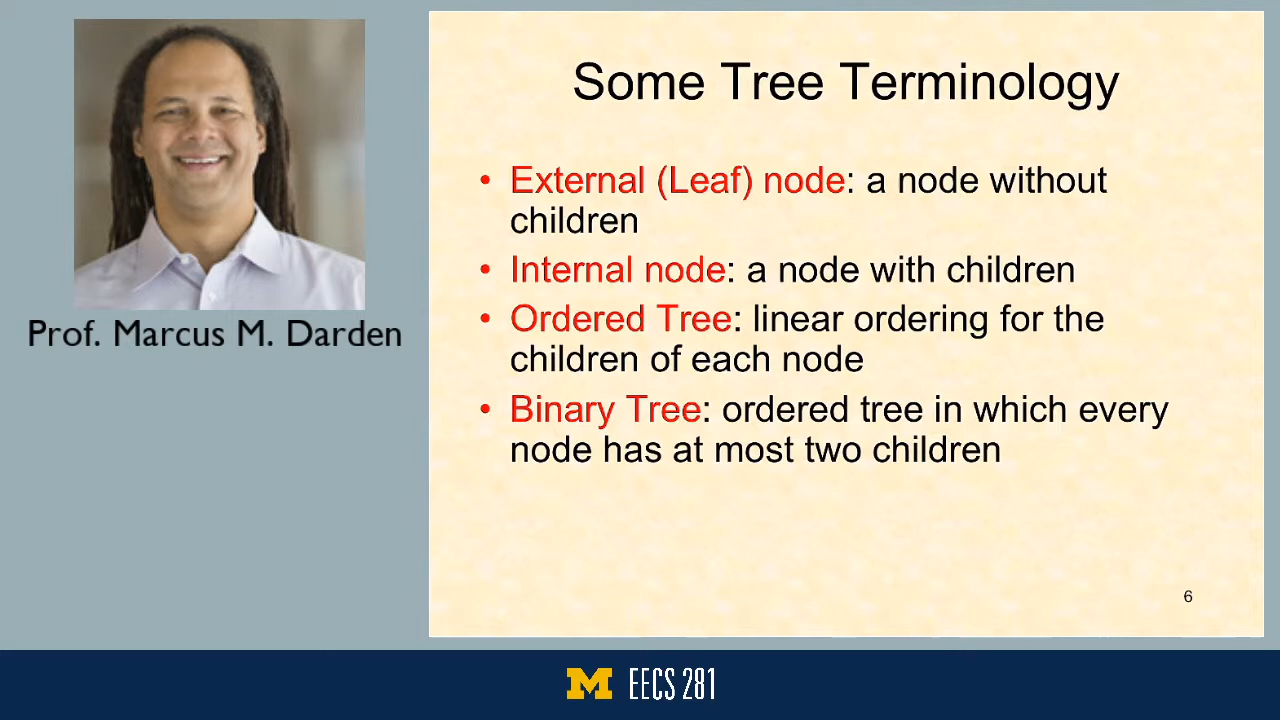 Prof. Marcus M. Darden
Some Tree Terminology
• External (Leaf) node: a node without
children
• Internal node: a node with children
• Ordered Tree: linear ordering for the
children of each node
• Binary Tree: ordered tree in which every
node has at most two children
6
M EECS 281